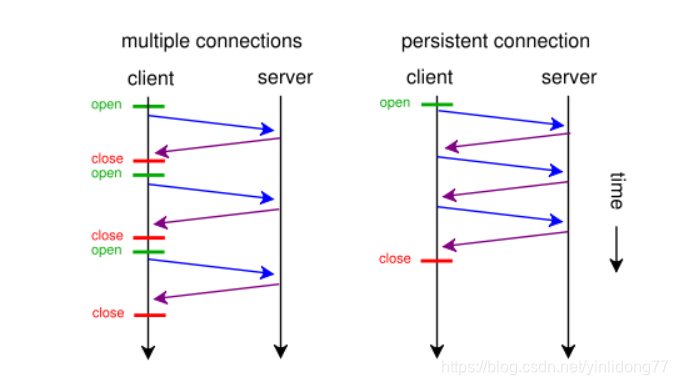 multiple connections
persistent connection
client
server
client
server
open
close
open
close
open
close
open
close
time
https://blog.csdn.net/yinlidong77